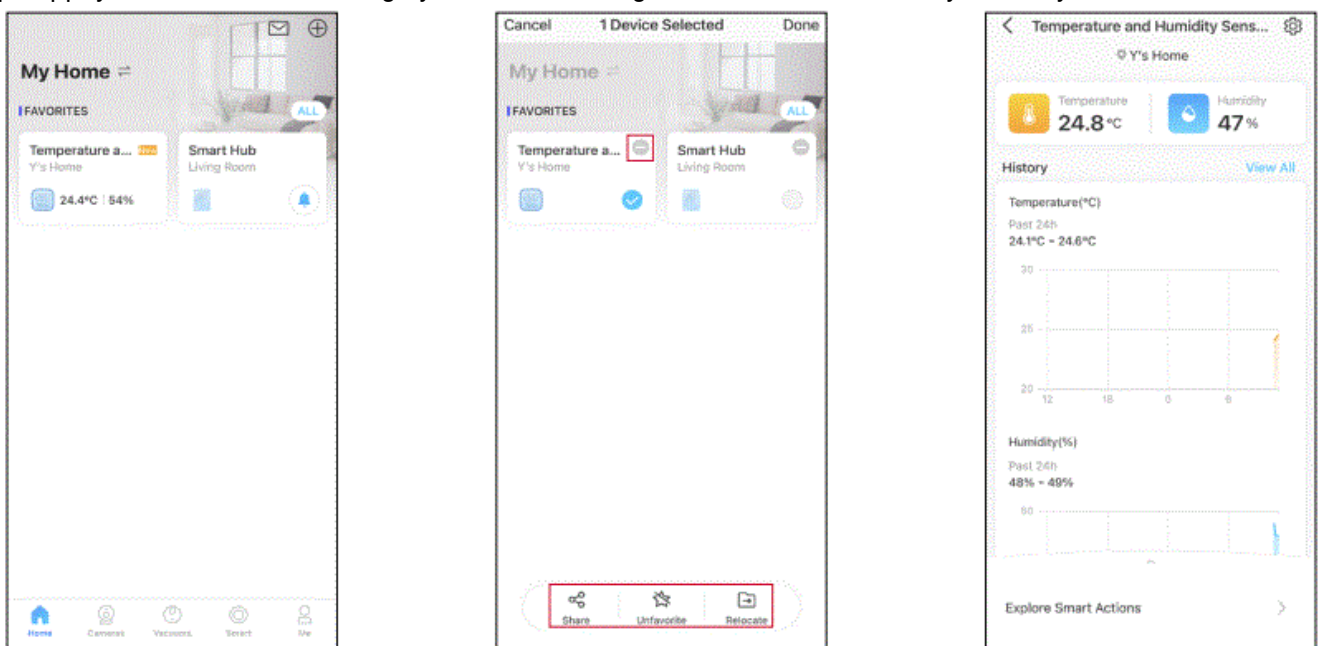 My Home
FAVORITES
ALL
Temperature a...
Y's Home
24.4°C | 54%
Smart Hub
Living Room
Home
Cameras
Vacuums
Smart
Me
Cancel
1 Device Selected
Done
My Home
FAVORITES
ALL
Temperature a...
Y's Home
Smart Hub
Living Room
Share
Unfavorite
Relocate
Temperature and Humidity Sens...
Y's Home
Temperature
24.8 °C
Humidity
47 %
History
View All
Temperature(°C)
Past 24h
24.1°C ~ 24.6°C
30
25
20
12
18
0
6
Humidity(%)
Past 24h
48% ~ 49%
Explore Smart Actions